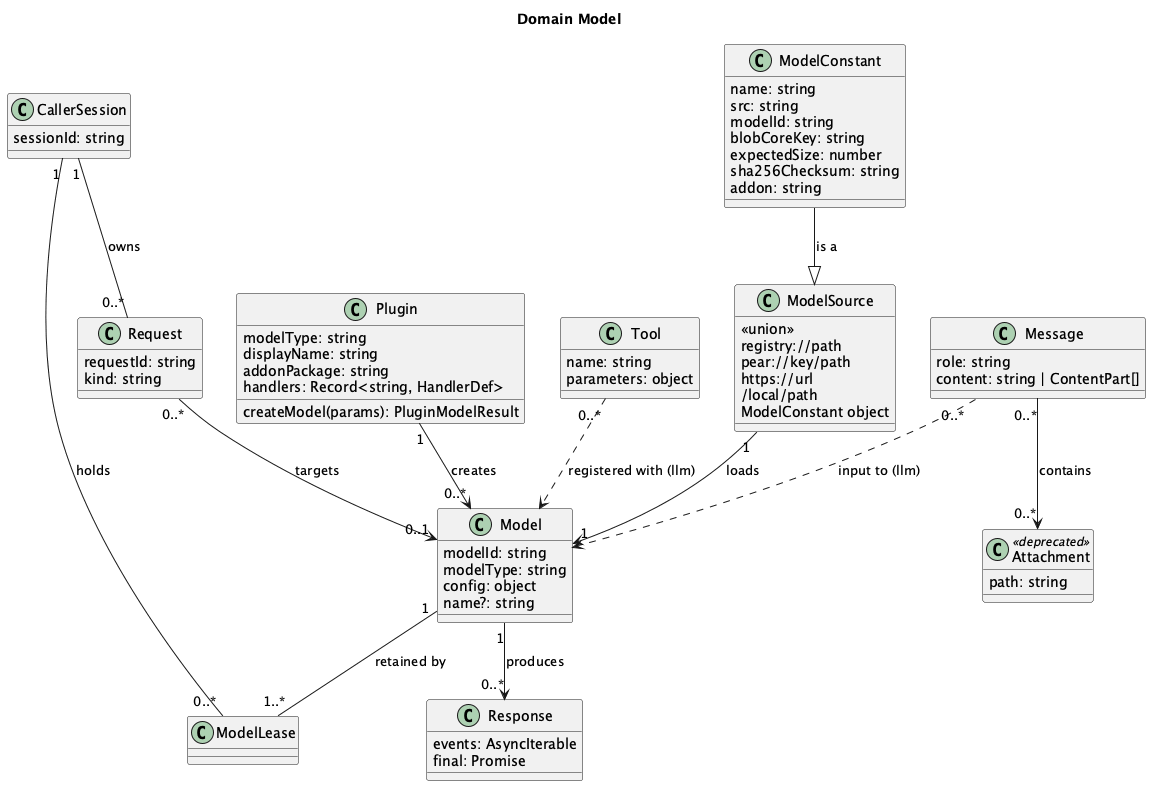 Domain Model
C ModelConstant
name: string
src: string
modelId: string
blobCoreKey: string
expectedSize: number
sha256Checksum: string
addon: string
C CallerSession
sessionId: string
1
1
owns
is a
0..*
C Request
requestId: string
kind: string
C Plugin
modelType: string
displayName: string
addonPackage: string
handlers: Record<string, HandlerDef>
createModel(params): PluginModelResult
C Tool
name: string
parameters: object
C ModelSource
«union»
registry://path
pear://key/path
https://url
/local/path
ModelConstant object
C Message
role: string
content: string | ContentPart[]
0..*
1
0..*
1
0..*
0..*
holds
targets
creates
registered with (llm)
loads
input to (llm)
contains
0..*
0..1
1
0..*
C Model
modelId: string
modelType: string
config: object
name?: string
C «deprecated»
Attachment
path: string
1
1
retained by
produces
0..*
1..*
0..*
C ModelLease
C Response
events: AsyncIterable
final: Promise